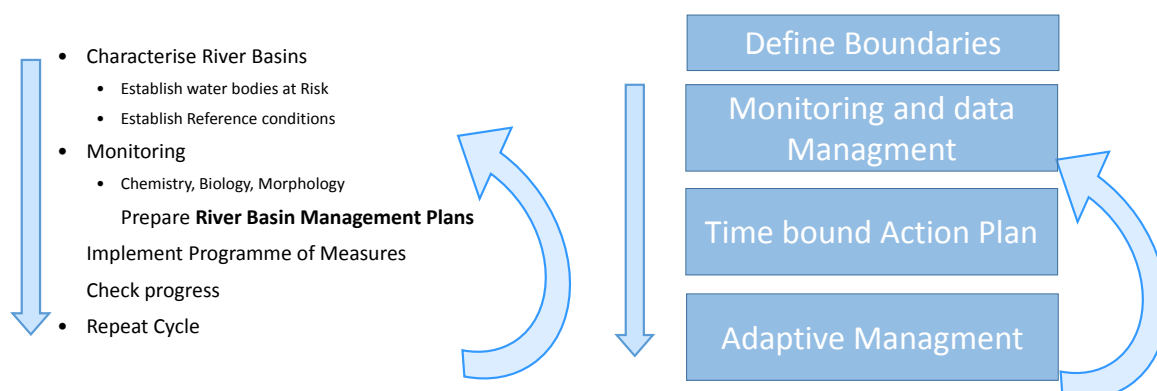 • Characterise River Basins
• Establish water bodies at Risk
• Establish Reference conditions
• Monitoring
• Chemistry, Biology, Morphology
Prepare River Basin Management Plans
Implement Programme of Measures
Check progress
• Repeat Cycle
Define Boundaries
Monitoring and data
Managment
Time bound Action Plan
Adaptive Managment